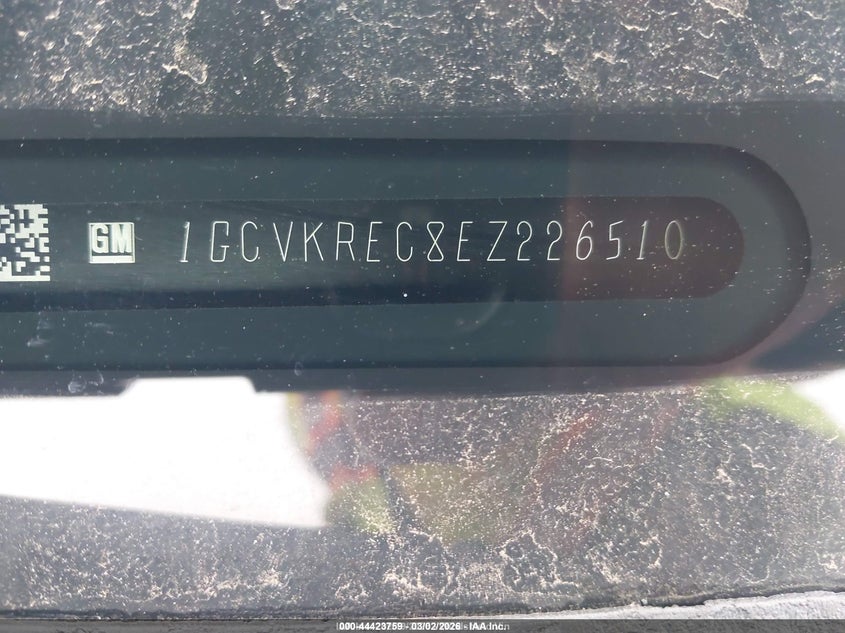 GM 1GCVKREC8EZ226510
000-44423759 - 03/02/2026 - IAA Inc.